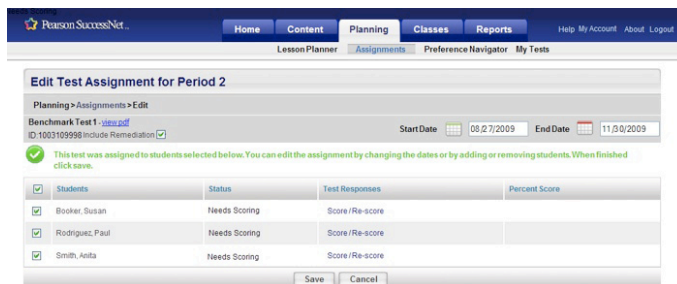 Needs Scoring
Pearson SuccessNet..
Home Content Planning Classes Reports Help My Account About Logout
Lesson Planner Assignments Preference Navigator My Tests
Edit Test Assignment for Period 2
Planning > Assignments > Edit
Benchmark Test 1 - view pdf
ID:1003109998 Include Remediation
Start Date 08/27/2009 End Date 11/30/2009
This test was assigned to students selected below. You can edit the assignment by changing the dates or by adding or removing students. When finished
click save.
Students Status Test Responses Percent Score
Booker, Susan Needs Scoring Score / Re-score
Rodriguez, Paul Needs Scoring Score / Re-score
Smith, Anita Needs Scoring Score / Re-score
Save Cancel